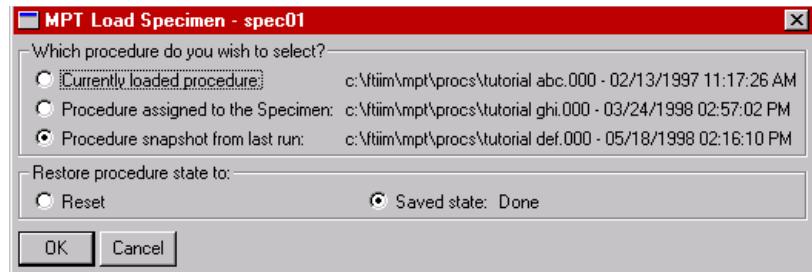 MPT Load Specimen - spec01
Which procedure do you wish to select?
Currently loaded procedure: c:\ftiim\mpt\procs\tutorial abc.000 - 02/13/1997 11:17:26 AM
Procedure assigned to the Specimen: c:\ftiim\mpt\procs\tutorial ghi.000 - 03/24/1998 02:57:02 PM
Procedure snapshot from last run: c:\ftiim\mpt\procs\tutorial def.000 - 05/18/1998 02:16:10 PM
Restore procedure state to:
Reset Saved state: Done
OK Cancel